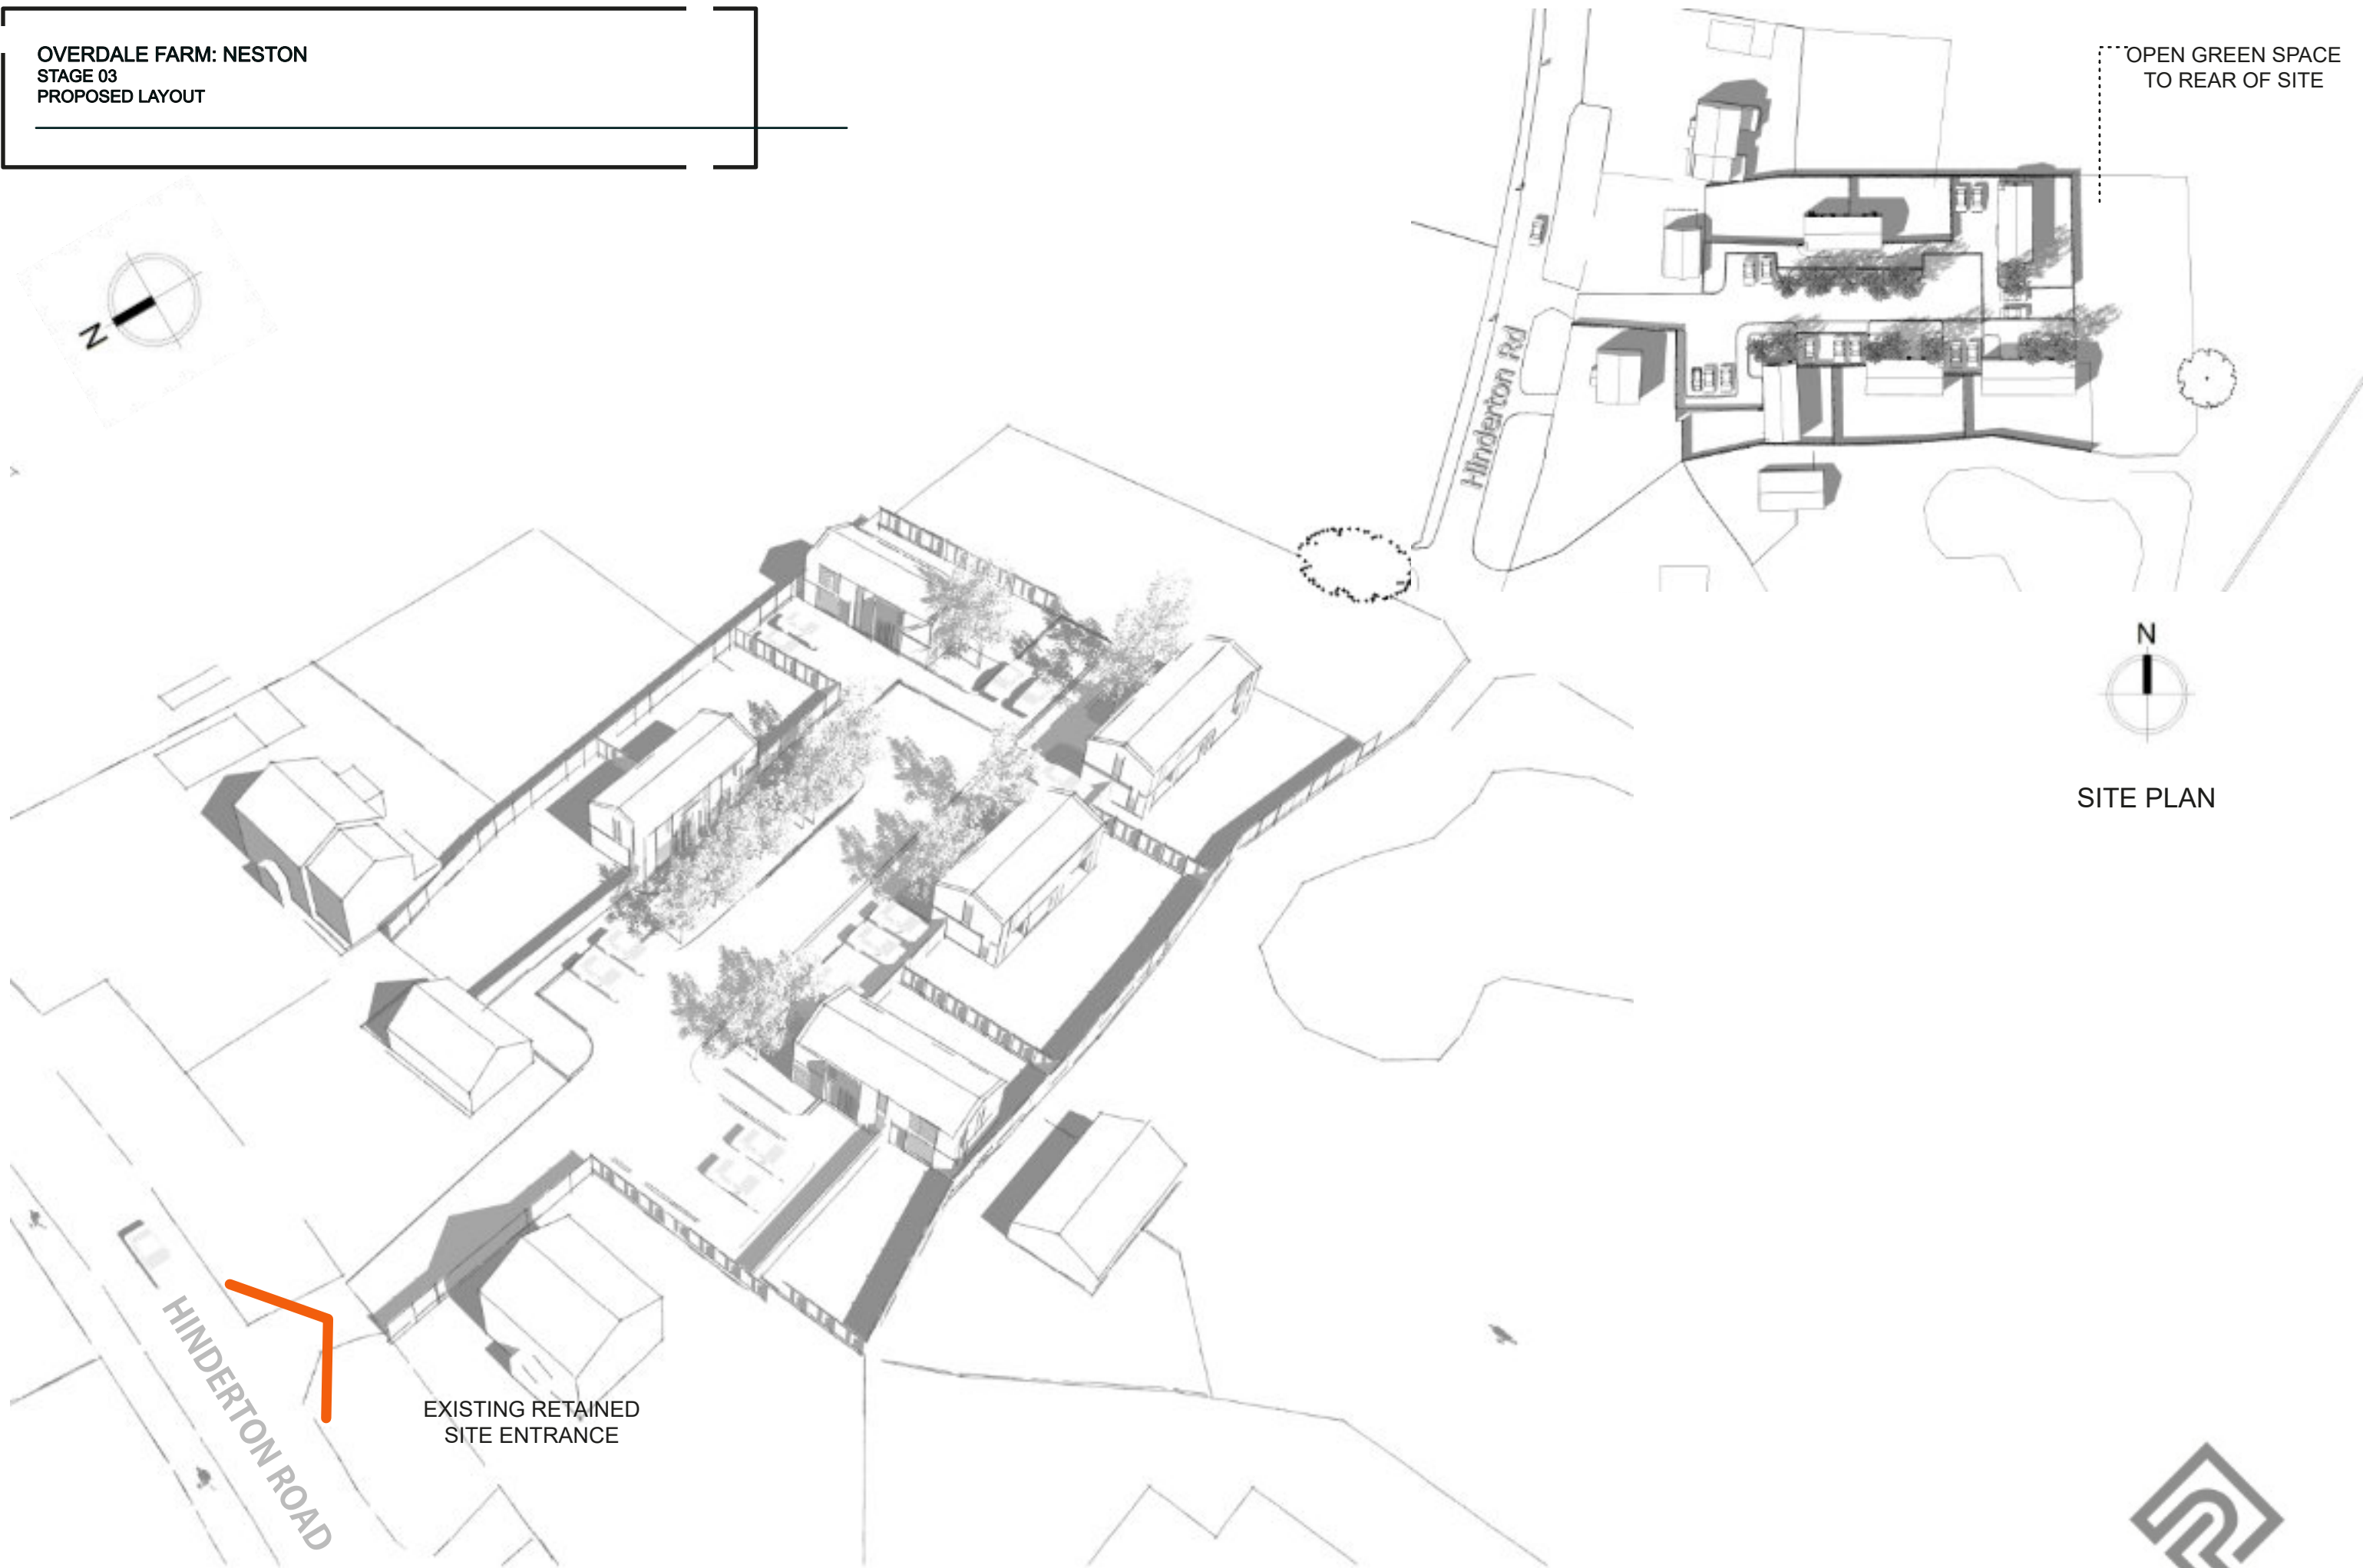 OVERDALE FARM: NESTON
STAGE 03
PROPOSED LAYOUT
OPEN GREEN SPACE
TO REAR OF SITE
N
Hinderton Rd
N
SITE PLAN
EXISTING RETAINED
SITE ENTRANCE
HINDERTON ROAD